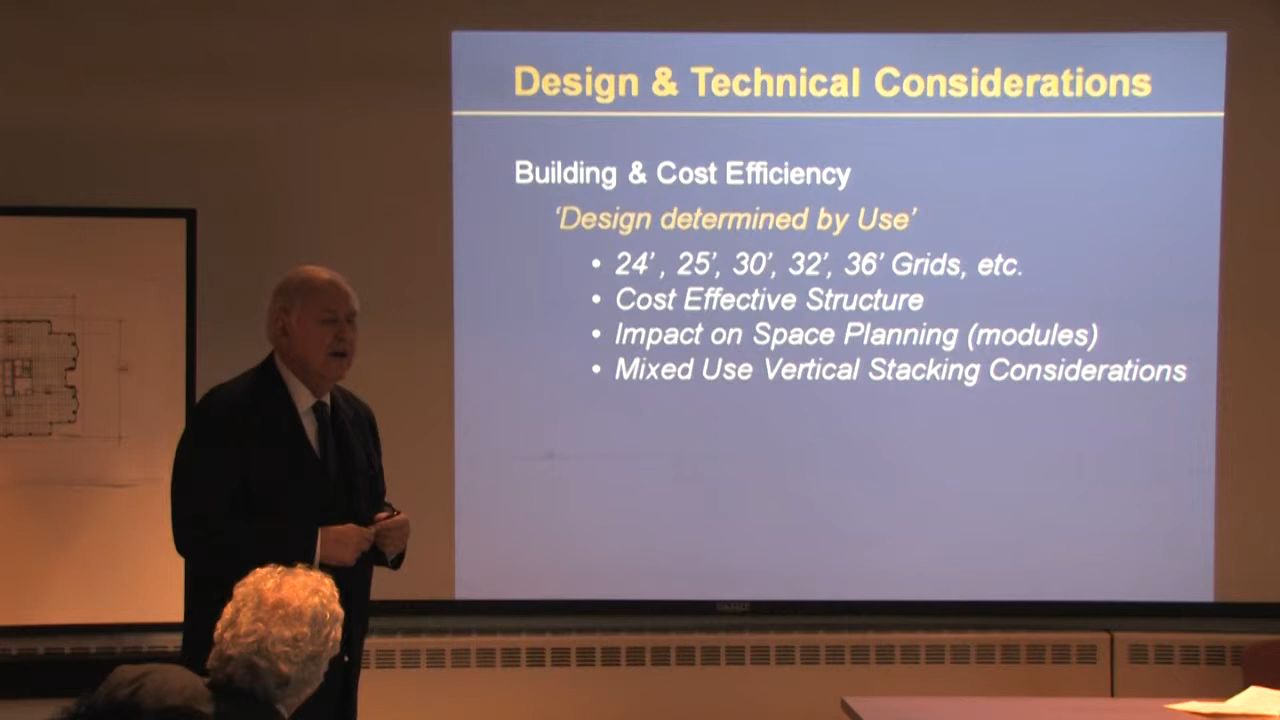 Design & Technical Considerations
Building & Cost Efficiency
‘Design determined by Use’
• 24’ , 25’, 30’, 32’, 36’ Grids, etc.
• Cost Effective Structure
• Impact on Space Planning (modules)
• Mixed Use Vertical Stacking Considerations